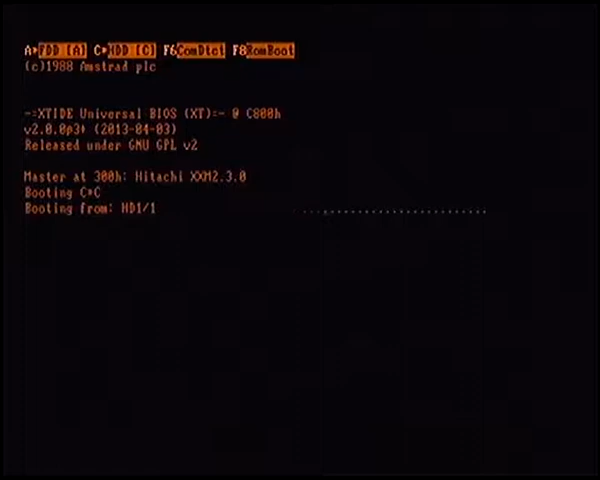 A»FDD [A] C»HDD [C] F6ComDtct F8RomBoot
(c)1988 Amstrad plc
-=XTIDE Universal BIOS (XT)=- @ C800h
v2.0.0β3+ (2013-04-03)
Released under GNU GPL v2
Master at 300h: Hitachi XXM2.3.0
Booting C»C
Booting from: HD1/1